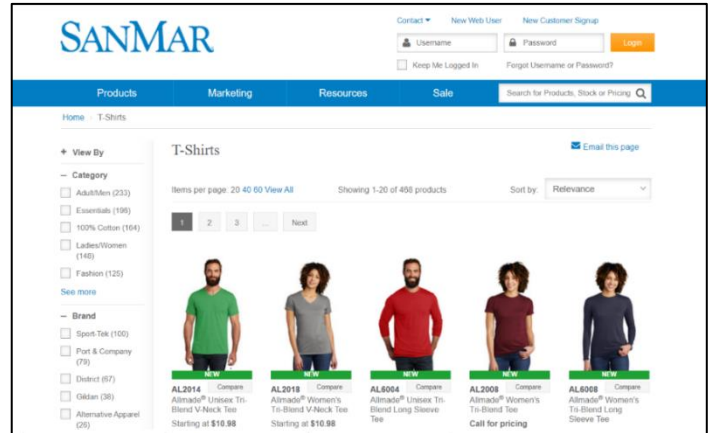 SANMAR
Contact ▾ New Web User New Customer Signup
Username Password Login
Keep Me Logged In Forgot Username or Password?
Products Marketing Resources Sale Search for Products, Stock or Pricing
Home T-Shirts
+ View By
T-Shirts
Email this page
– Category
Adult/Men (233)
Essentials (198)
100% Cotton (164)
Ladies/Women
(148)
Fashion (125)
See more
– Brand
Sport-Tek (100)
Port & Company
(79)
District (67)
Gildan (38)
Alternative Apparel
(26)
Items per page: 20 40 60 View All Showing 1-20 of 468 products Sort by: Relevance
1 2 3 ... Next
NEW NEW NEW NEW NEW
AL2014 Compare
Allmade® Unisex Tri-
Blend V-Neck Tee
Starting at $10.98
AL2018 Compare
Allmade® Women's
Tri-Blend V-Neck Tee
Starting at $10.98
AL6004 Compare
Allmade® Unisex Tri-
Blend Long Sleeve
Tee
AL2008 Compare
Allmade® Women's
Tri-Blend Tee
Call for pricing
AL6008 Compare
Allmade® Women's
Tri-Blend Long
Sleeve Tee